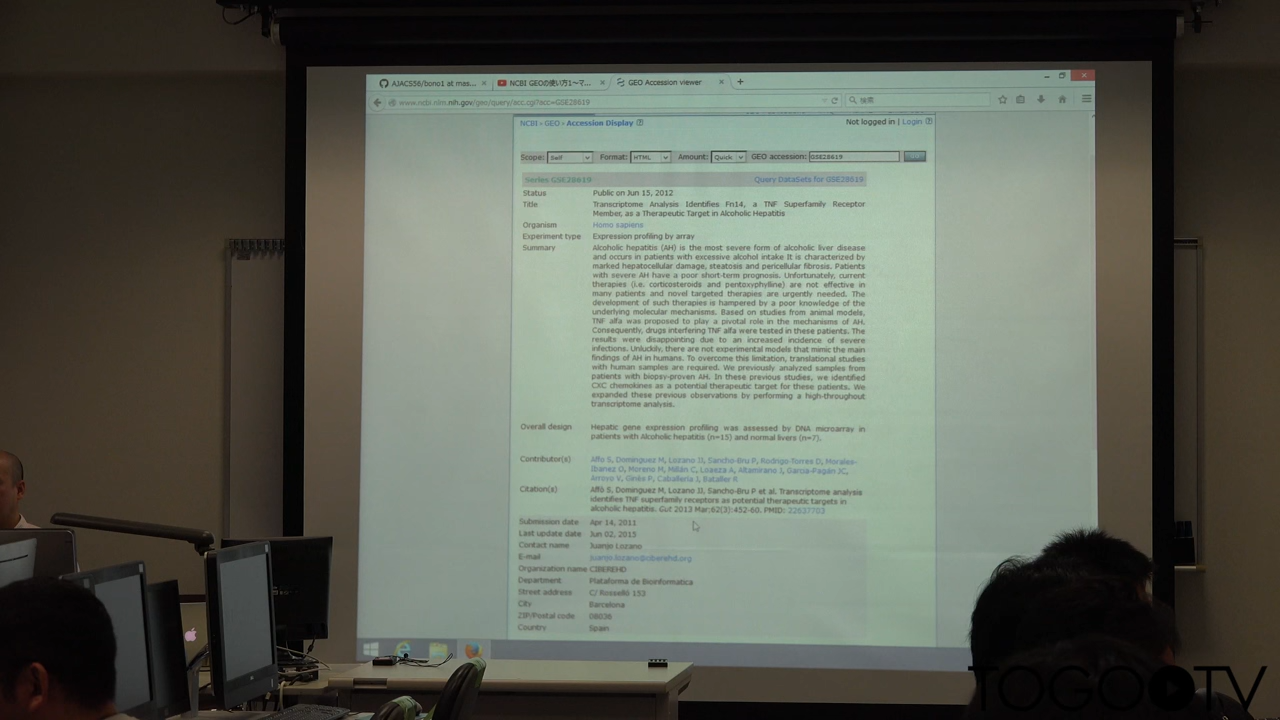 AJACS56/bono1 at mas...
NCBI GEOの使い方1～マ...
GEO Accession viewer
www.ncbi.nlm.nih.gov/geo/query/acc.cgi?acc=GSE28619
検索
NCBI > GEO > Accession Display
Not logged in | Login
Scope: Self Format: HTML Amount: Quick GEO accession: GSE28619 GO
Series GSE28619
Query DataSets for GSE28619
Status Public on Jun 15, 2012
Title Transcriptome Analysis Identifies Fn14, a TNF Superfamily Receptor
Member, as a Therapeutic Target in Alcoholic Hepatitis
Organism Homo sapiens
Experiment type Expression profiling by array
Summary Alcoholic hepatitis (AH) is the most severe form of alcoholic liver disease
and occurs in patients with excessive alcohol intake It is characterized by
marked hepatocellular damage, steatosis and pericellular fibrosis. Patients
with severe AH have a poor short-term prognosis. Unfortunately, current
therapies (i.e. corticosteroids and pentoxyphylline) are not effective in
many patients and novel targeted therapies are urgently needed. The
development of such therapies is hampered by a poor knowledge of the
underlying molecular mechanisms. Based on studies from animal models,
TNF alfa was proposed to play a pivotal role in the mechanisms of AH.
Consequently, drugs interfering TNF alfa were tested in these patients. The
results were disappointing due to an increased incidence of severe
infections. Unluckily, there are not experimental models that mimic the main
findings of AH in humans. To overcome this limitation, translational studies
with human samples are required. We previously analyzed samples from
patients with biopsy-proven AH. In these previous studies, we identified
CXC chemokines as a potential therapeutic target for these patients. We
expanded these previous observations by performing a high-throughout
transcriptome analysis.
Overall design Hepatic gene expression profiling was assessed by DNA microarray in
patients with Alcoholic hepatitis (n=15) and normal livers (n=7).
Contributor(s) Affò S, Dominguez M, Lozano JJ, Sancho-Bru P, Rodrigo-Torres D, Morales-
Ibanez O, Moreno M, Millán C, Loaeza A, Altamirano J, Garcia-Pagán JC,
Arroyo V, Ginès P, Caballería J, Bataller R
Citation(s) Affò S, Dominguez M, Lozano JJ, Sancho-Bru P et al. Transcriptome analysis
identifies TNF superfamily receptors as potential therapeutic targets in
alcoholic hepatitis. Gut 2013 Mar;62(3):452-60. PMID: 22637703
Submission date Apr 14, 2011
Last update date Jun 02, 2015
Contact name Juanjo Lozano
E-mail juanjo.lozano@ciberehd.org
Organization name CIBEREHD
Department Plataforma de Bioinformatica
Street address C/ Rosselló 153
City Barcelona
ZIP/Postal code 08036
Country Spain
TOGO TV